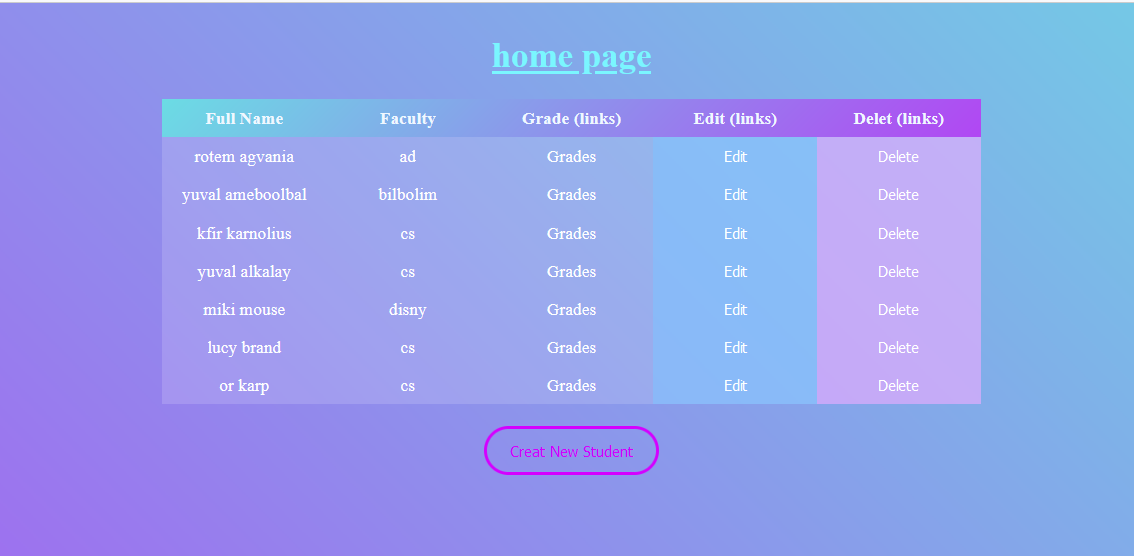 home page
Full Name Faculty Grade (links) Edit (links) Delet (links)
rotem agvania ad Grades Edit Delete
yuval ameboolbal bilbolim Grades Edit Delete
kfir karnolius cs Grades Edit Delete
yuval alkalay cs Grades Edit Delete
miki mouse disny Grades Edit Delete
lucy brand cs Grades Edit Delete
or karp cs Grades Edit Delete
Creat New Student